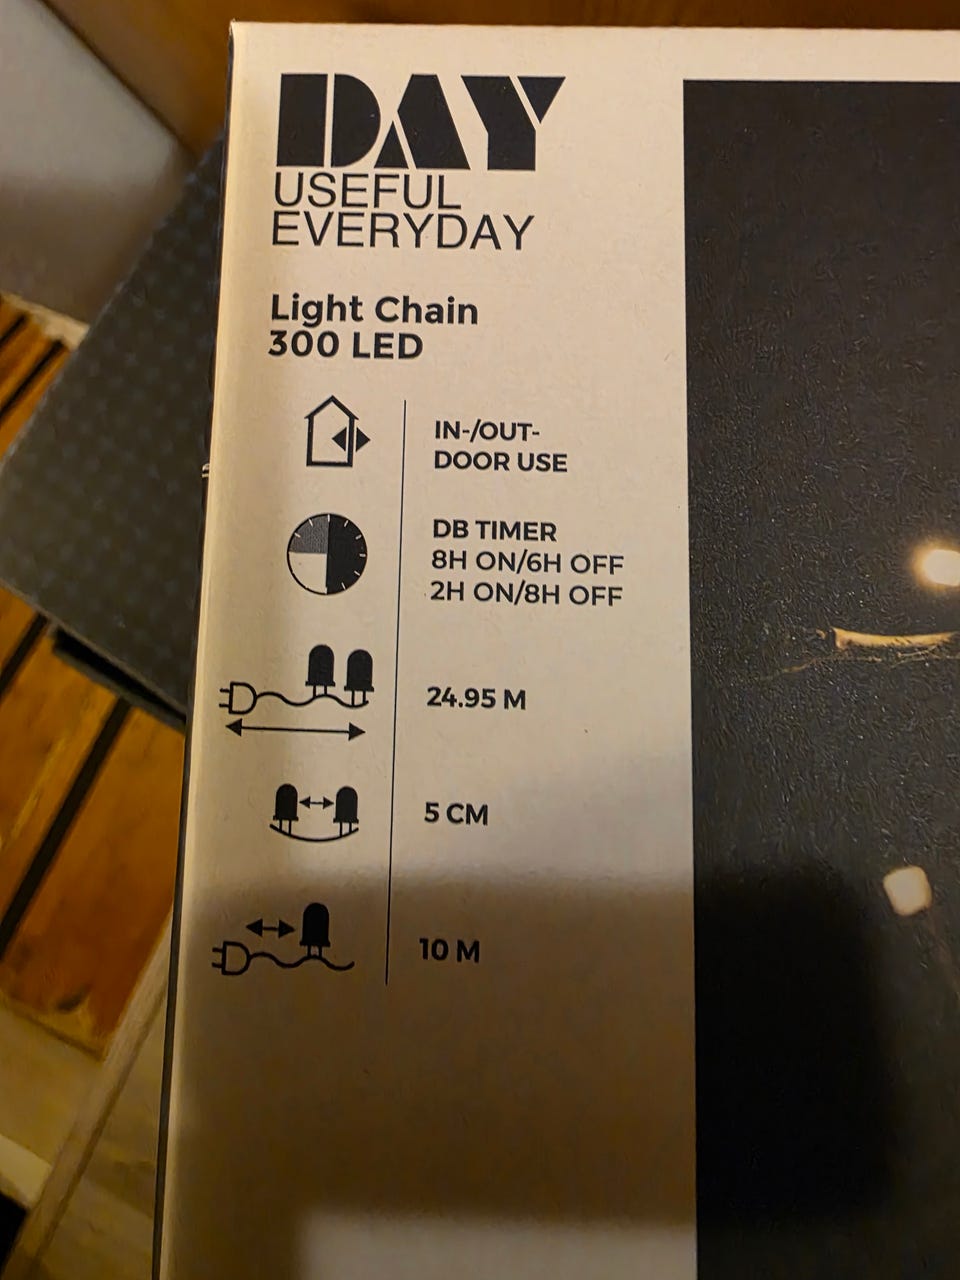 DAY
USEFUL
EVERYDAY
Light Chain
300 LED
IN-/OUT-
DOOR USE
DB TIMER
8H ON/6H OFF
2H ON/8H OFF
24.95 M
5 CM
10 M